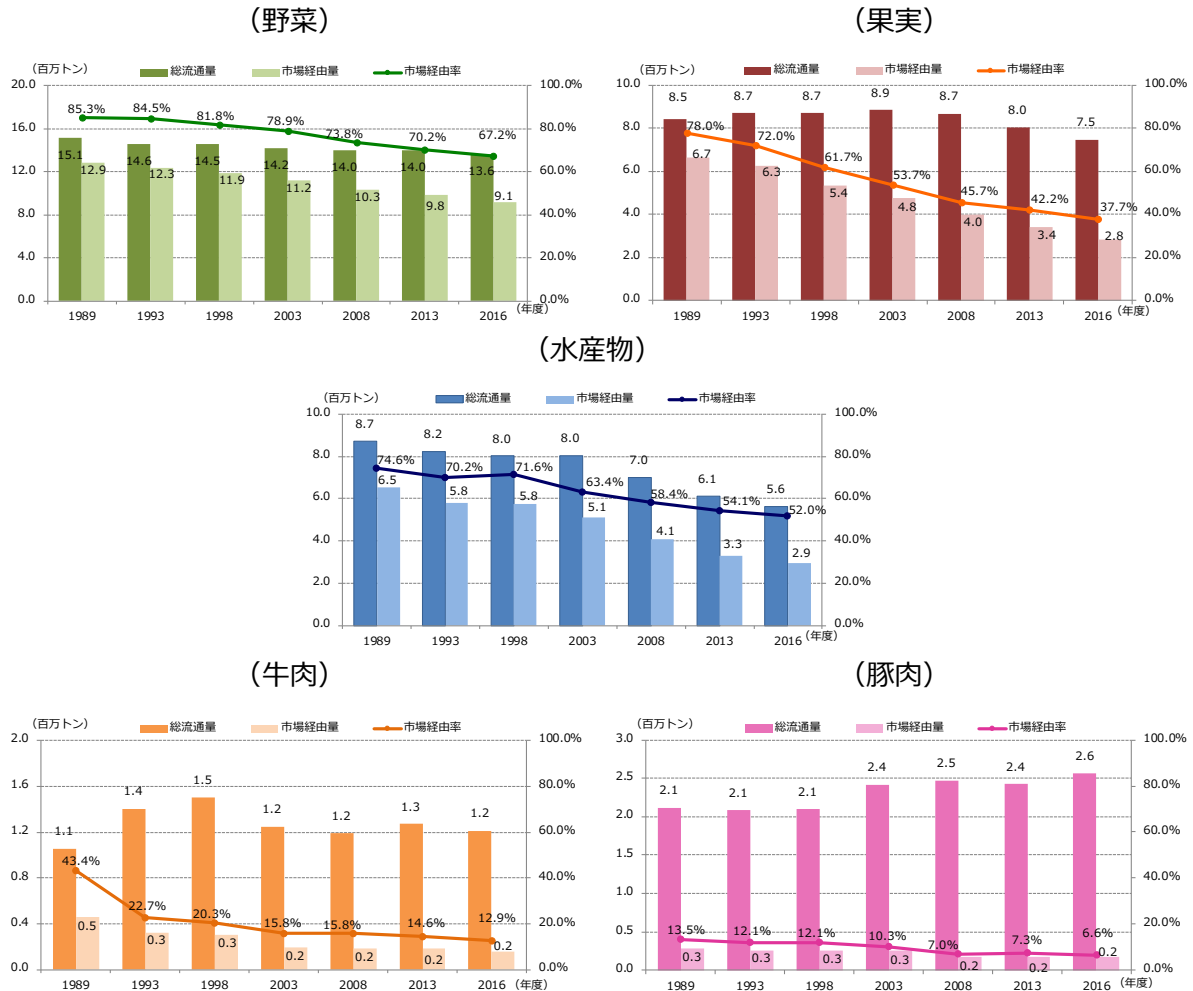 （野菜）
（果実）
（百万トン） 総流通量 市場経由量 市場経由率
20.0 16.0 12.0 8.0 4.0 0.0
100.0% 80.0% 60.0% 40.0% 20.0% 0.0%
85.3% 84.5% 81.8% 78.9% 73.8% 70.2% 67.2%
15.1 14.6 14.5 14.2 14.0 14.0 13.6
12.9 12.3 11.9 11.2 10.3 9.8 9.1
1989 1993 1998 2003 2008 2013 2016 （年度）
（百万トン） 総流通量 市場経由量 市場経由率
10.0 8.0 6.0 4.0 2.0 0.0
100.0% 80.0% 60.0% 40.0% 20.0% 0.0%
8.5 8.7 8.7 8.9 8.7 8.0 7.5
78.0% 72.0% 61.7% 53.7% 45.7% 42.2% 37.7%
6.7 6.3 5.4 4.8 4.0 3.4 2.8
1989 1993 1998 2003 2008 2013 2016 （年度）
（水産物）
（百万トン） 総流通量 市場経由量 市場経由率
10.0 8.0 6.0 4.0 2.0 0.0
100.0% 80.0% 60.0% 40.0% 20.0% 0.0%
8.7 8.2 8.0 8.0 7.0 6.1 5.6
74.6% 70.2% 71.6% 63.4% 58.4% 54.1% 52.0%
6.5 5.8 5.8 5.1 4.1 3.3 2.9
1989 1993 1998 2003 2008 2013 2016 （年度）
（牛肉）
（豚肉）
（百万トン） 総流通量 市場経由量 市場経由率
2.0 1.6 1.2 0.8 0.4 0.0
100.0% 80.0% 60.0% 40.0% 20.0% 0.0%
1.1 1.4 1.5 1.2 1.2 1.3 1.2
43.4% 22.7% 20.3% 15.8% 15.8% 14.6% 12.9%
0.5 0.3 0.3 0.2 0.2 0.2 0.2
1989 1993 1998 2003 2008 2013 2016 （年度）
（百万トン） 総流通量 市場経由量 市場経由率
3.0 2.5 2.0 1.5 1.0 0.5 0.0
100.0% 80.0% 60.0% 40.0% 20.0% 0.0%
2.1 2.1 2.1 2.4 2.5 2.4 2.6
13.5% 12.1% 12.1% 10.3% 7.0% 7.3% 6.6%
0.3 0.3 0.3 0.3 0.2 0.2 0.2
1989 1993 1998 2003 2008 2013 2016 （年度）